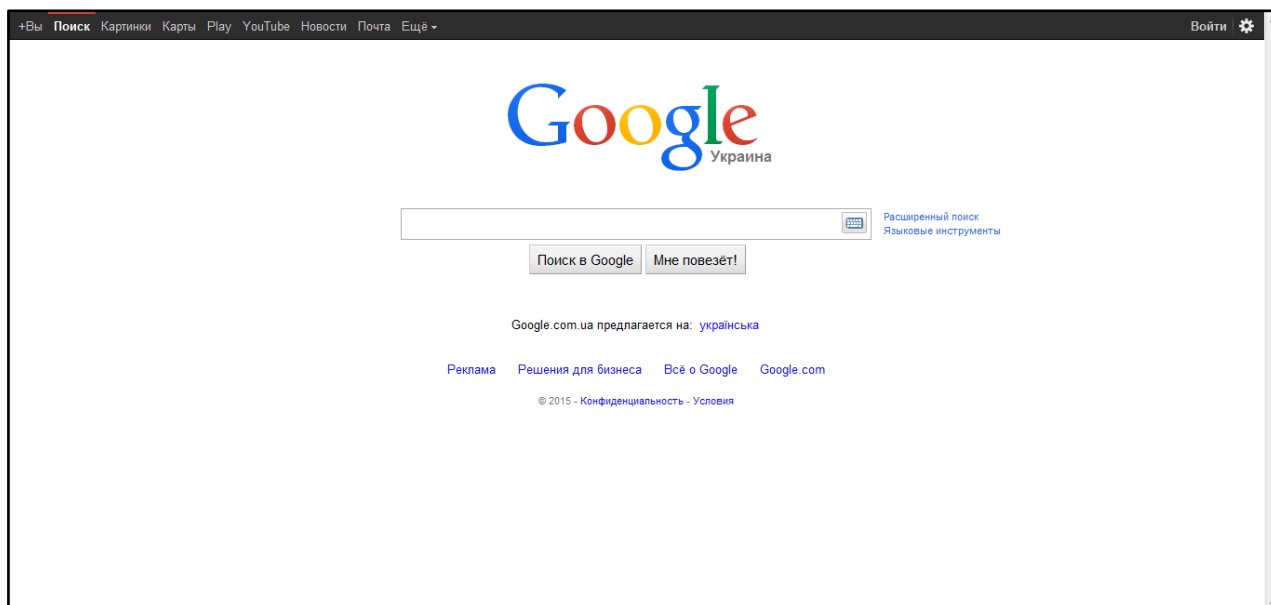 +Вы Поиск Картинки Карты Play YouTube Новости Почта Ещё Войти
Google
Украина
Расширенный поиск
Языковые инструменты
Поиск в Google Мне повезёт!
Google.com.ua предлагается на: українська
Реклама Решения для бизнеса Всё о Google Google.com
© 2015 - Конфиденциальность - Условия